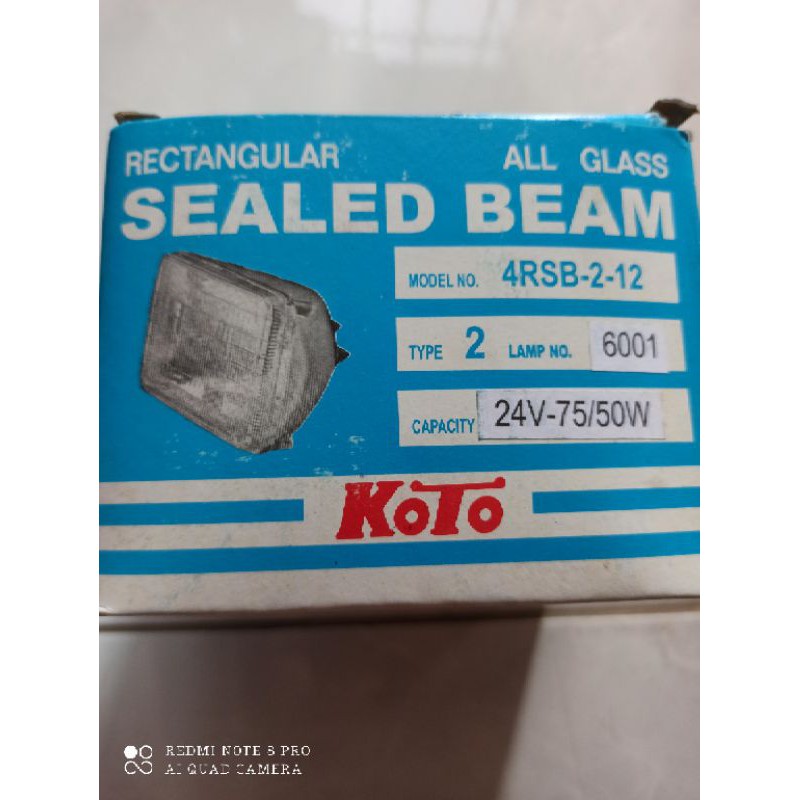 RECTANGULAR ALL GLASS
SEALED BEAM
MODEL NO. 4RSB-2-12
TYPE 2 LAMP NO. 6001
CAPACITY 24V-75/50W
KOTO
REDMI NOTE 8 PRO
AI QUAD CAMERA